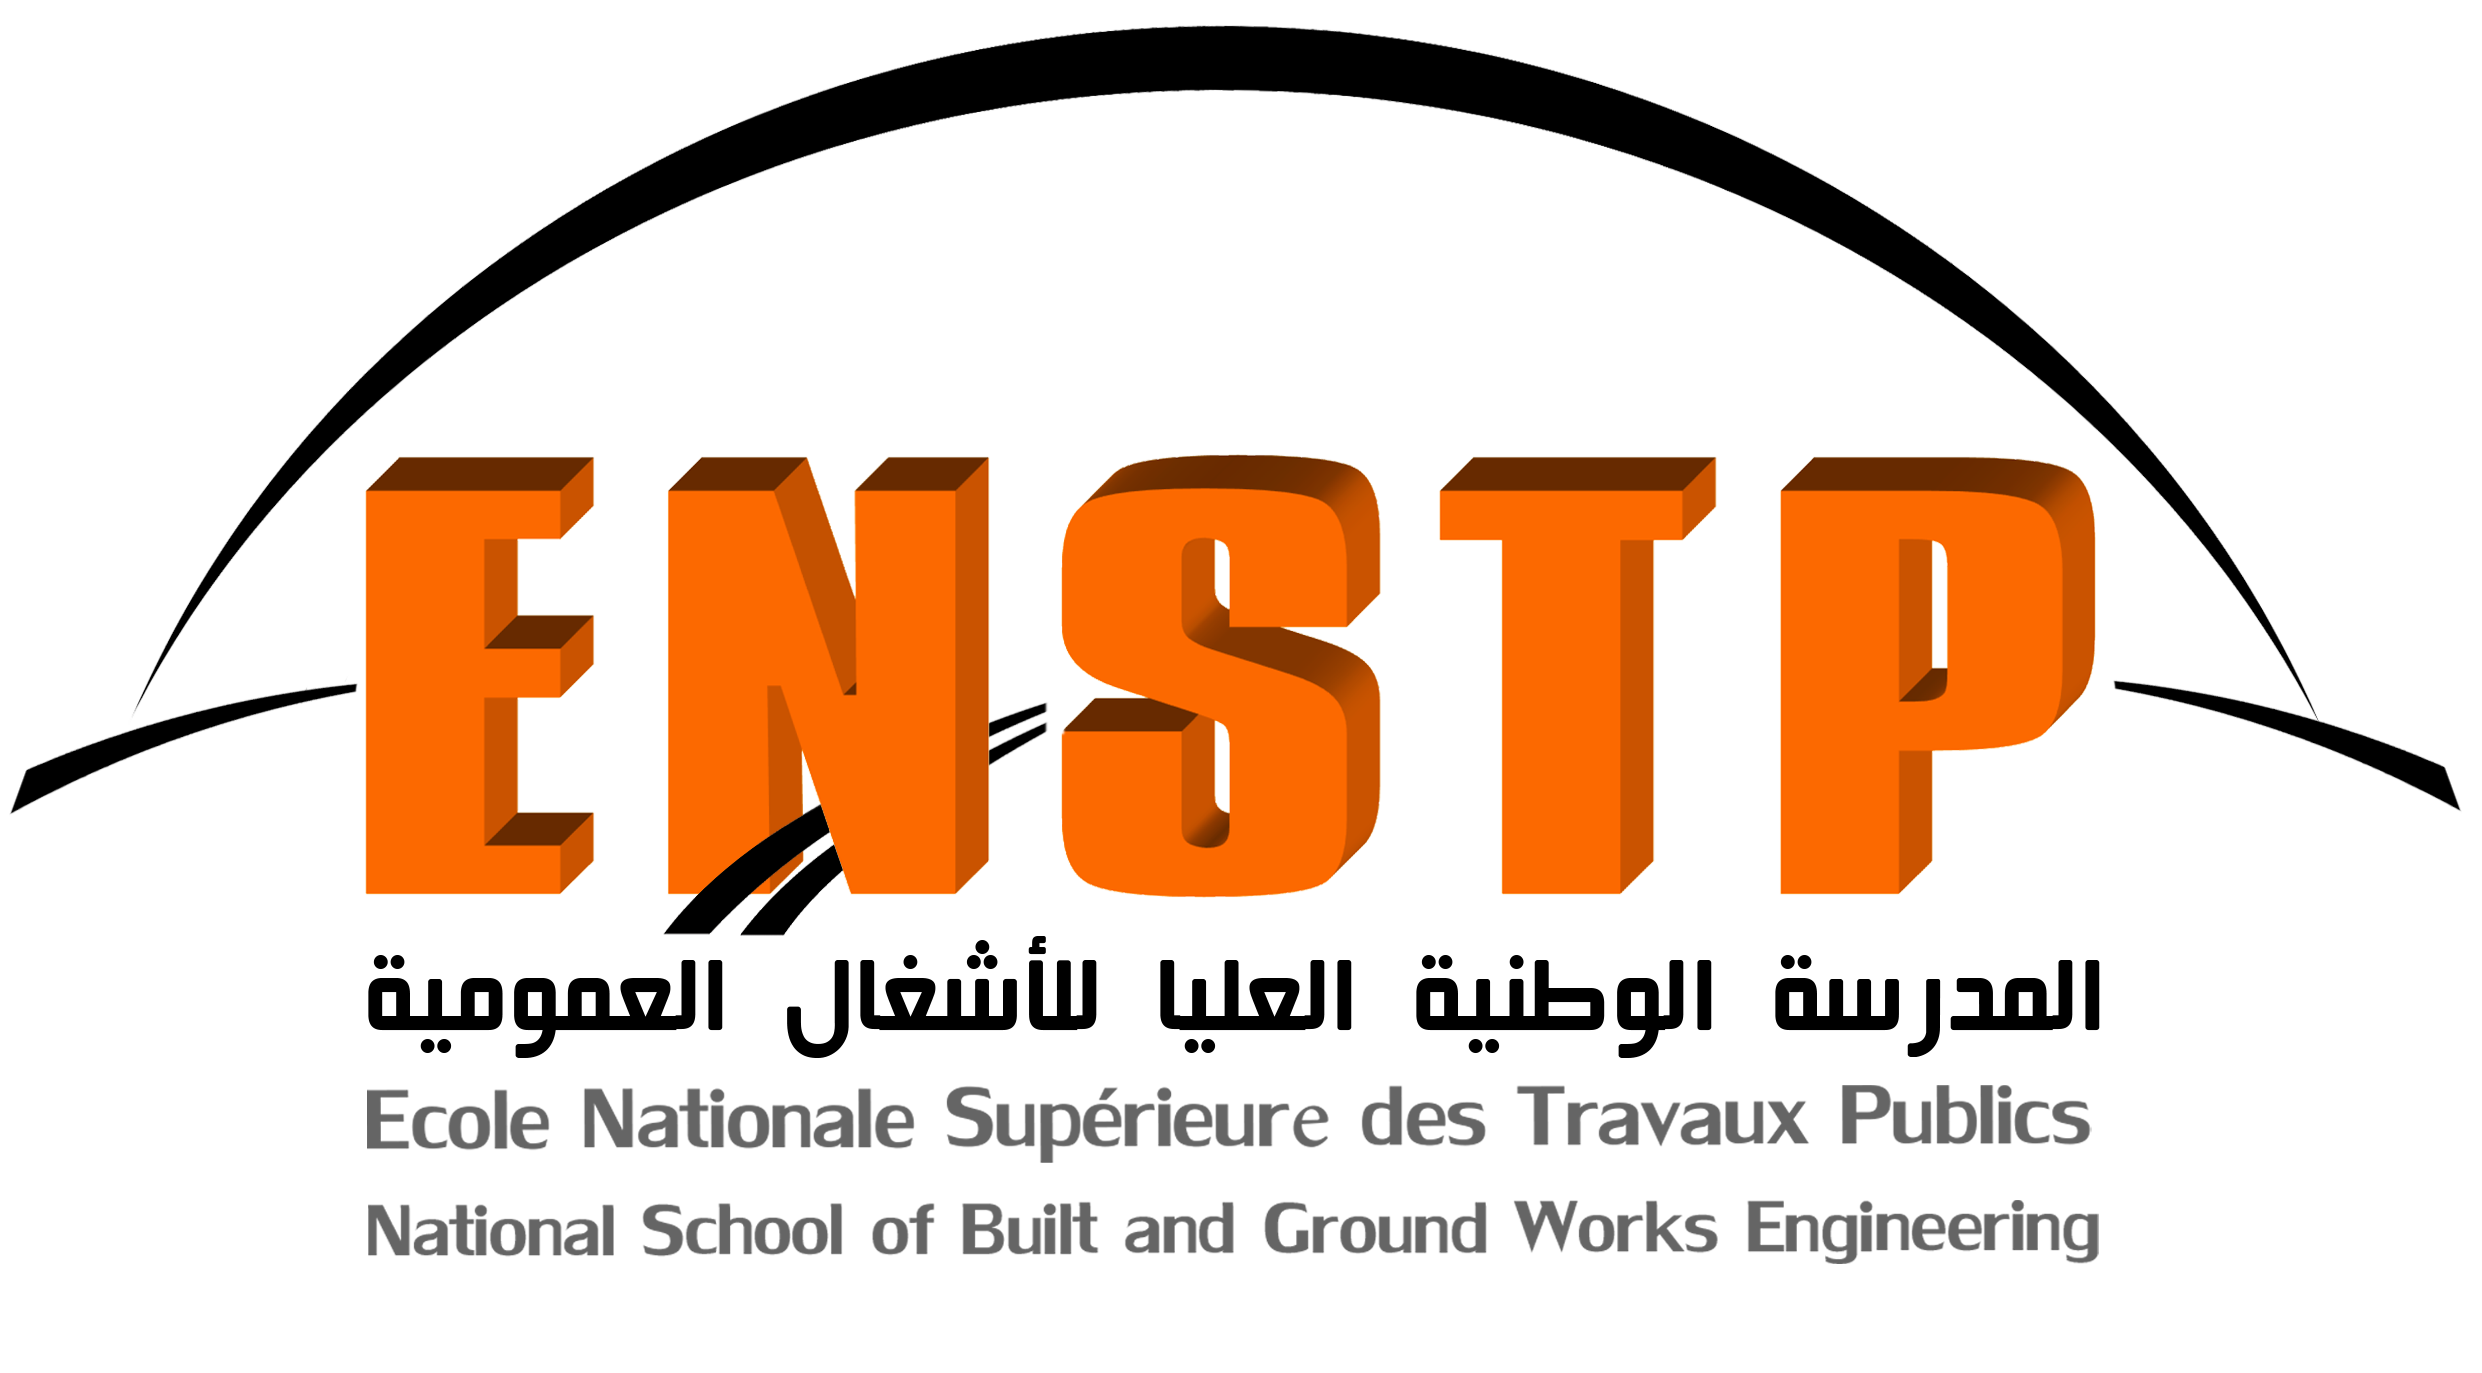 ENSTP
المدرسة الوطنية العليا للأشغال العمومية
Ecole Nationale Supérieure des Travaux Publics
National School of Built and Ground Works Engineering